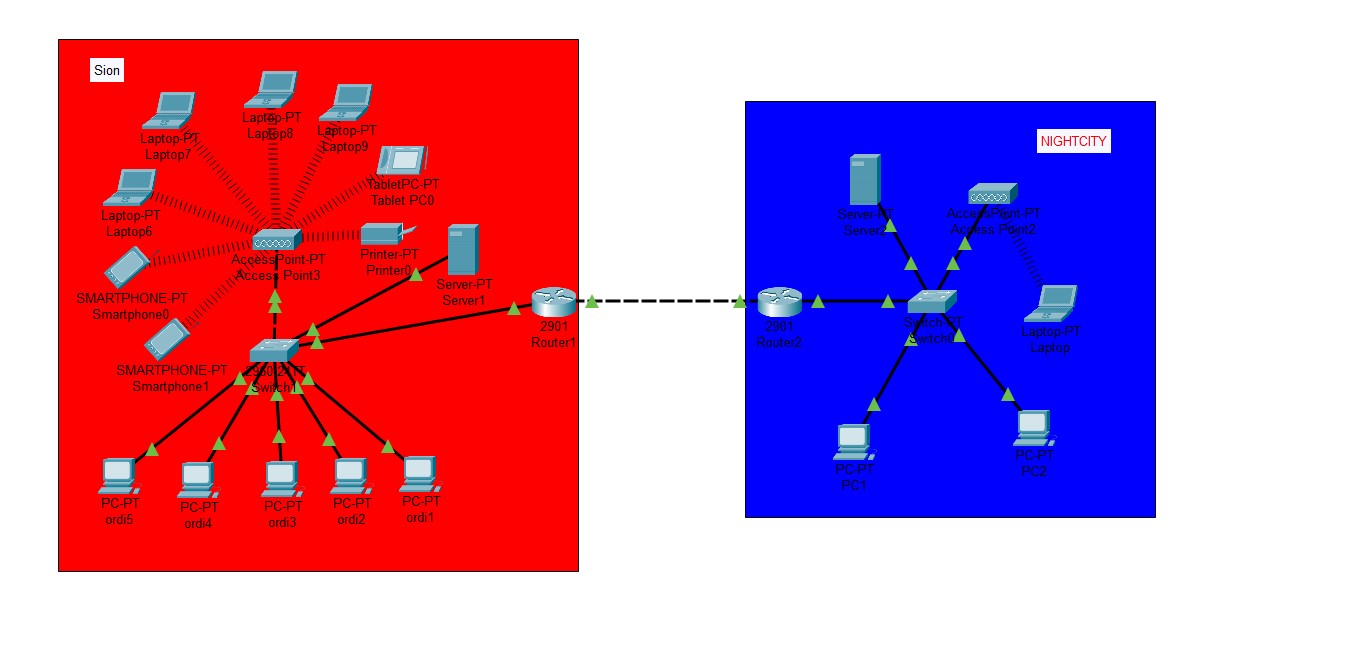 Sion
Laptop-PT
Laptop7
Laptop-PT
Laptop8
Laptop-PT
Laptop9
TabletPC-PT
Tablet PC0
Laptop-PT
Laptop6
AccessPoint-PT
Access Point3
Printer-PT
Printer0
Server-PT
Server1
SMARTPHONE-PT
Smartphone0
SMARTPHONE-PT
Smartphone1
2960-24TT
Switch1
2901
Router1
PC-PT
ordi5
PC-PT
ordi4
PC-PT
ordi3
PC-PT
ordi2
PC-PT
ordi1
NIGHTCITY
Server-PT
AccessPoint-PT
Access Point2
2901
Router2
Switch-PT
Switch0
Laptop-PT
Laptop
PC-PT
PC1
PC-PT
PC2